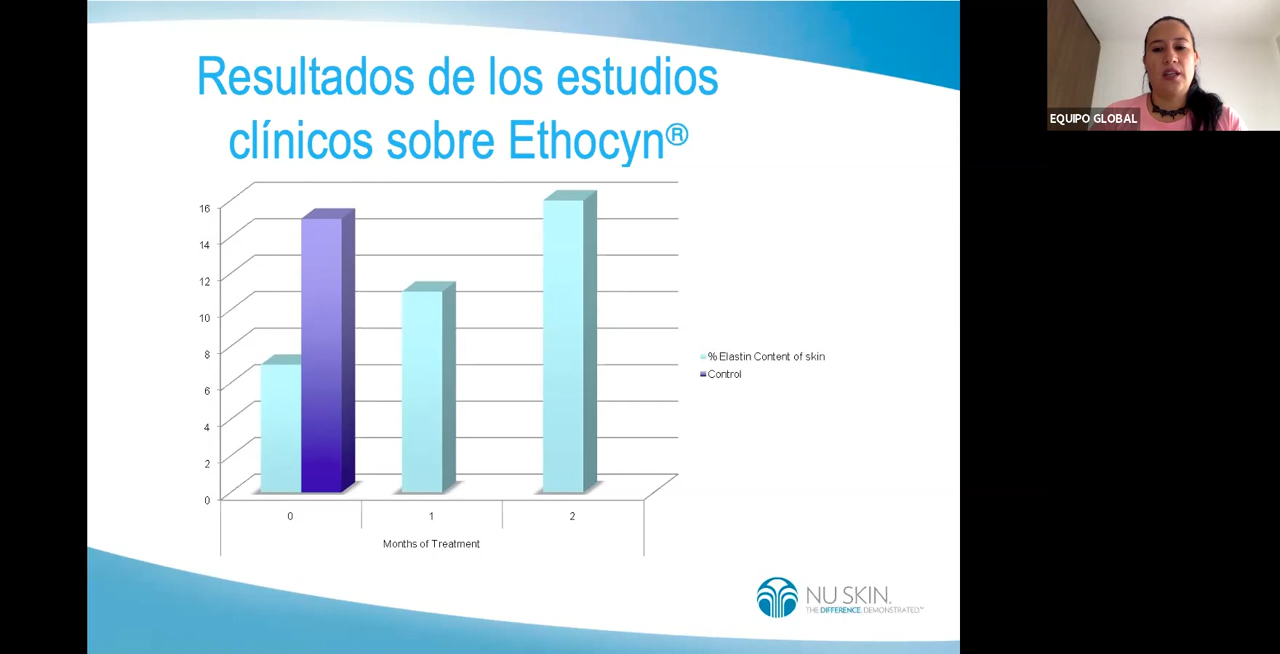 Resultados de los estudios
clínicos sobre Ethocyn®
EQUIPO GLOBAL
16
14
12
10
8
6
4
2
0
% Elastin Content of skin
Control
0 1 2
Months of Treatment
NU SKIN.
THE DIFFERENCE. DEMONSTRATED.™